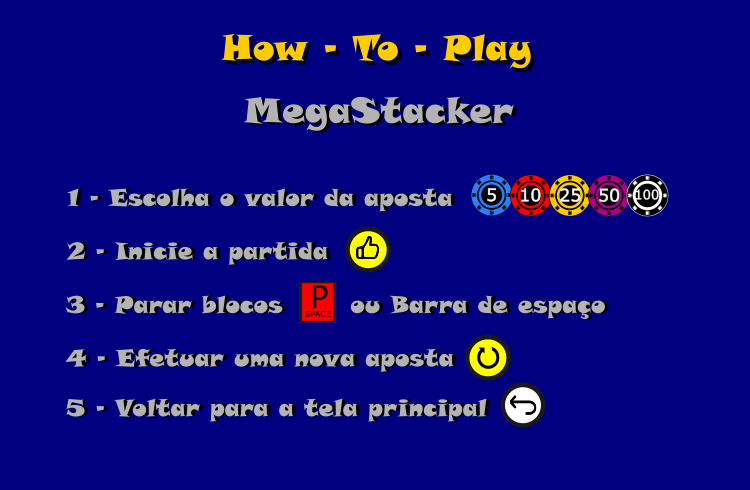 How - To - Play
MegaStacker
1 - Escolha o valor da aposta 5 10 25 50 100
2 - Inicie a partida
3 - Parar blocos P SPACE ou Barra de espaço
4 - Efetuar uma nova aposta
5 - Voltar para a tela principal